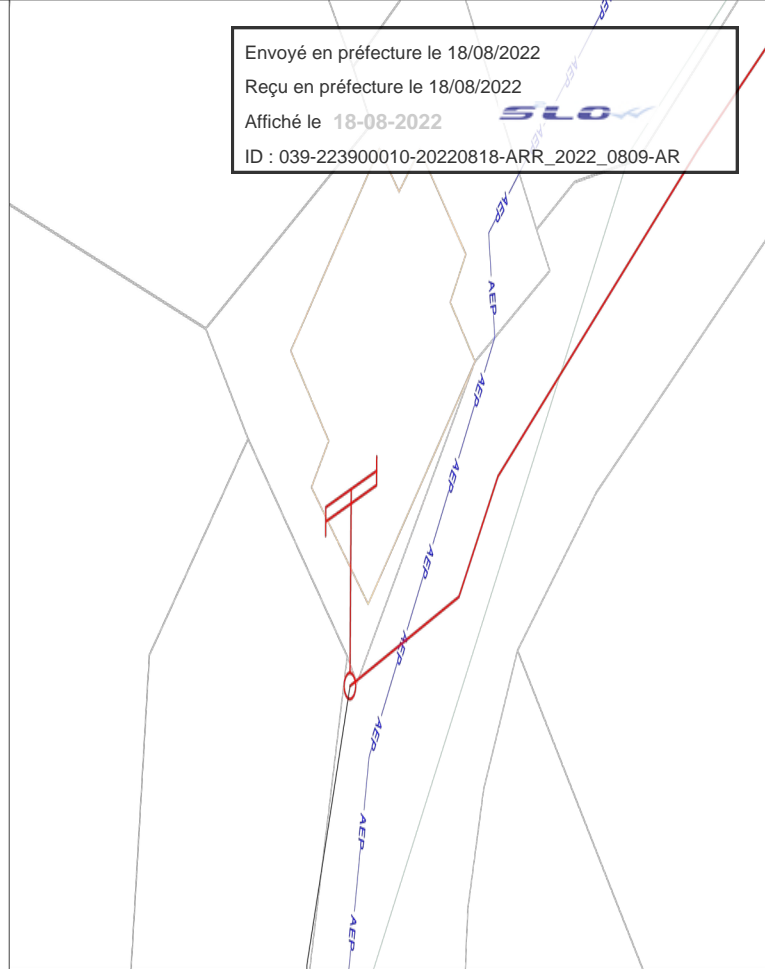 Envoyé en préfecture le 18/08/2022
Reçu en préfecture le 18/08/2022
Affiché le 18-08-2022
SLOW
ID : 039-223900010-20220818-ARR_2022_0809-AR
AEP
AEP
AEP
AEP
AEP
AEP
AEP
AEP
AEP
AEP
AEP
AEP